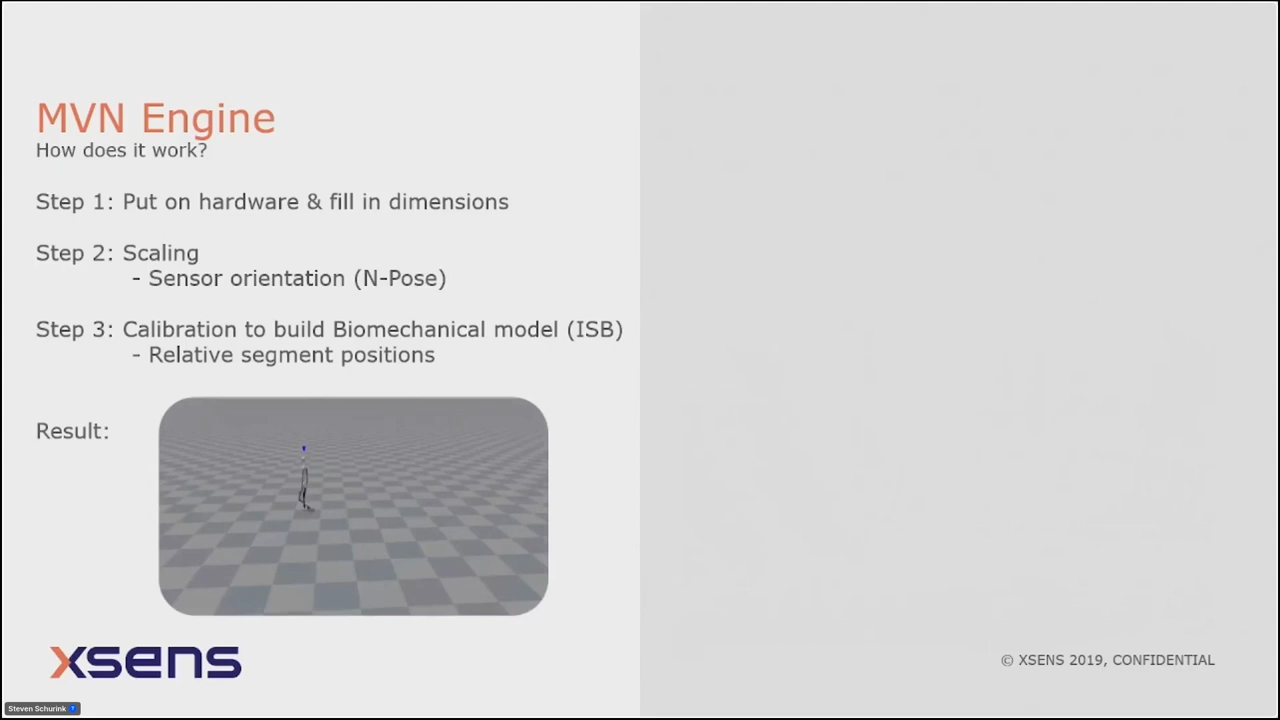 MVN Engine
How does it work?
Step 1: Put on hardware & fill in dimensions
Step 2: Scaling
- Sensor orientation (N-Pose)
Step 3: Calibration to build Biomechanical model (ISB)
- Relative segment positions
Result:
xsens
© XSENS 2019, CONFIDENTIAL
Steven Schurink